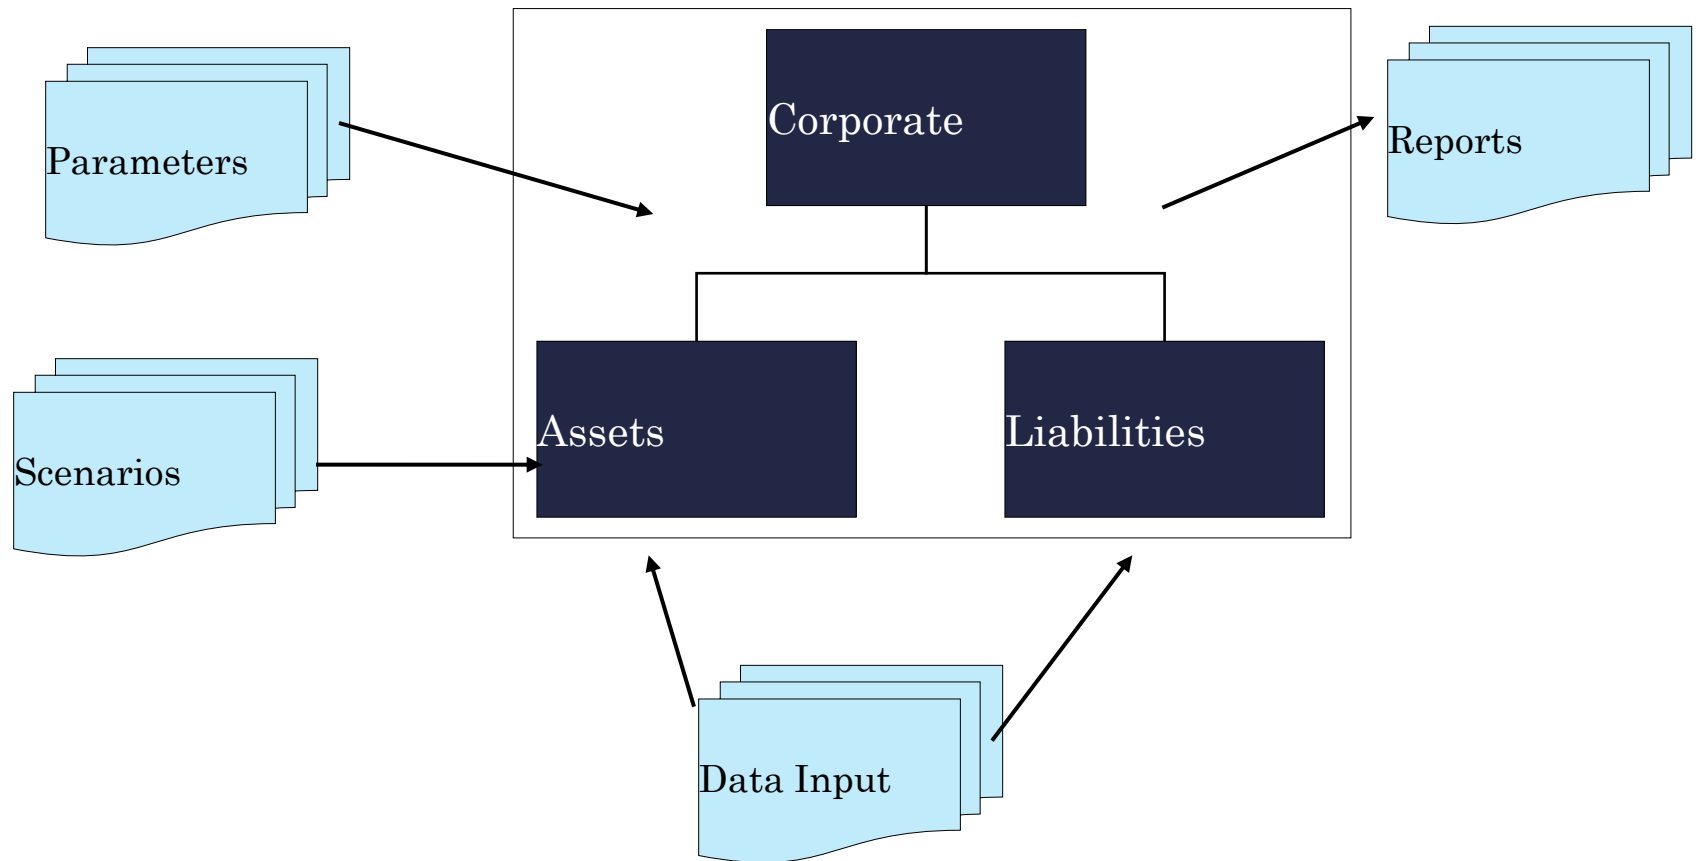 Corporate
Parameters
Reports
Assets
Liabilities
Scenarios
Data Input